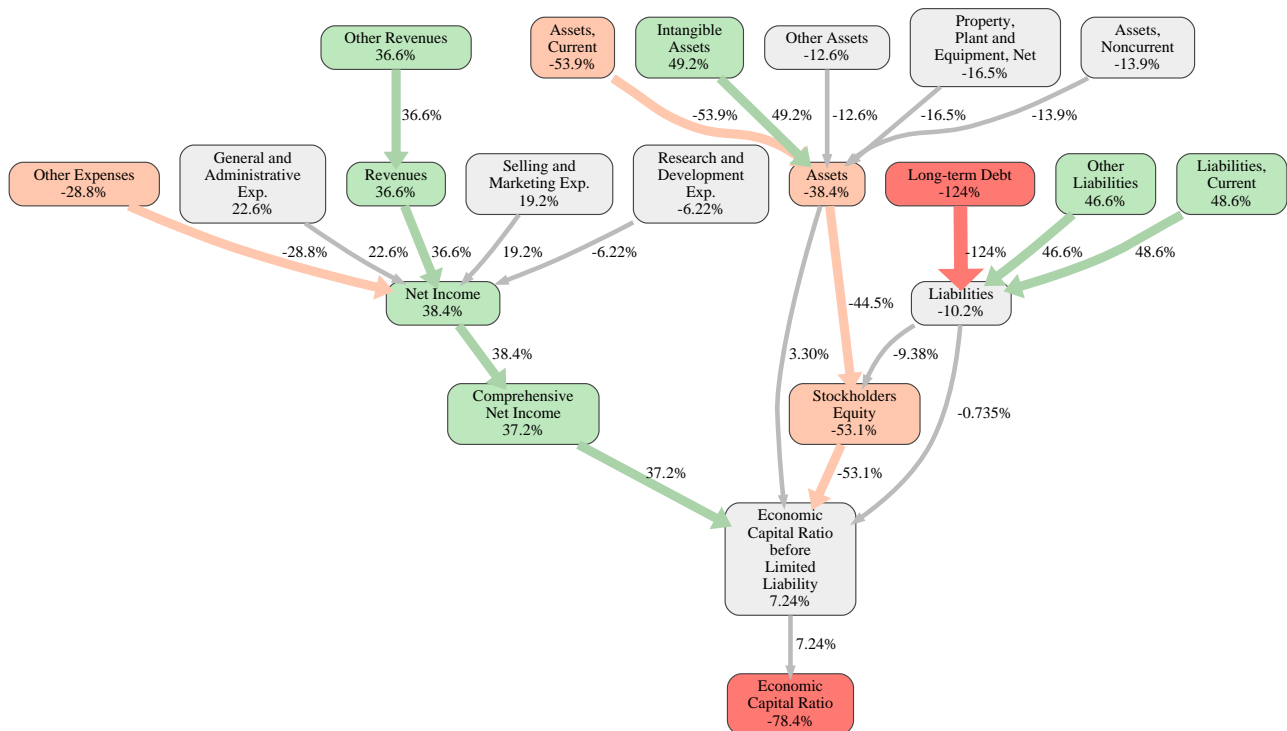 Other Revenues
36.6%
Assets,
Current
-53.9%
Intangible
Assets
49.2%
Other Assets
-12.6%
Property,
Plant and
Equipment, Net
-16.5%
Assets,
Noncurrent
-13.9%
36.6%
-53.9%
49.2%
-12.6%
-16.5%
-13.9%
Other Expenses
-28.8%
General and
Administrative
Exp.
22.6%
Revenues
36.6%
Selling and
Marketing Exp.
19.2%
Research and
Development
Exp.
-6.22%
Assets
-38.4%
Long-term Debt
-124%
Other
Liabilities
46.6%
Liabilities,
Current
48.6%
-28.8%
22.6%
36.6%
19.2%
-6.22%
-124%
46.6%
48.6%
Net Income
38.4%
-44.5%
Liabilities
-10.2%
38.4%
3.30%
-9.38%
Comprehensive
Net Income
37.2%
Stockholders
Equity
-53.1%
-0.735%
37.2%
-53.1%
Economic
Capital Ratio
before
Limited
Liability
7.24%
7.24%
Economic
Capital Ratio
-78.4%